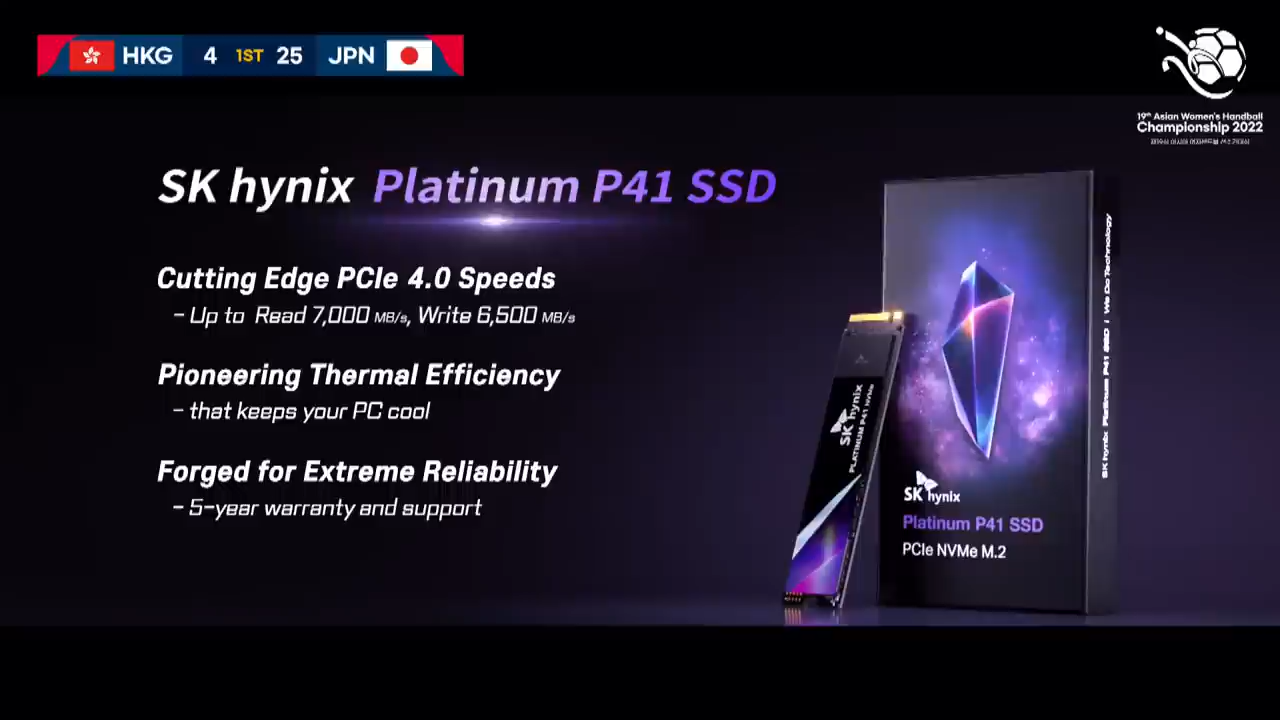 HKG 4 1ST 25 JPN
19th Asian Women's Handball
Championship 2022
SK hynix Platinum P41 SSD
Cutting Edge PCIe 4.0 Speeds
– Up to Read 7,000 MB/s, Write 6,500 MB/s
Pioneering Thermal Efficiency
– that keeps your PC cool
Forged for Extreme Reliability
– 5-year warranty and support
SK hynix
PLATINUM P41 NVMe
SK hynix
Platinum P41 SSD
PCIe NVMe M.2
SK hynix Platinum P41 SSD | We Do Technology